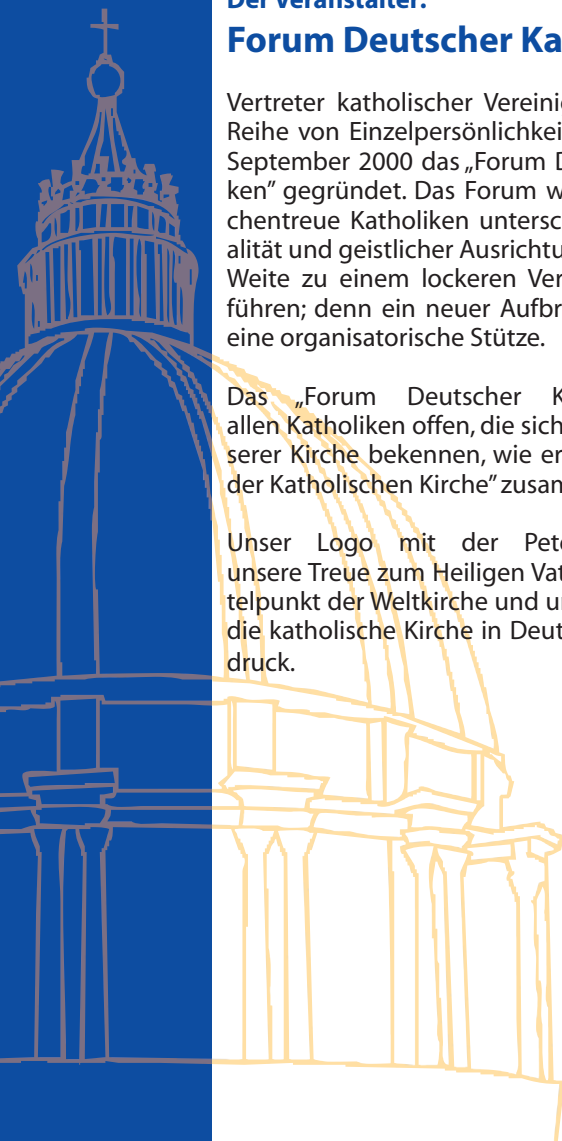 Der Veranstalter:
Forum Deutscher Ka
Vertreter katholischer Vereini
Reihe von Einzelpersönlichkei
September 2000 das „Forum D
ken” gegründet. Das Forum w
chentreue Katholiken untersc
alität und geistlicher Ausrichtu
Weite zu einem lockeren Ver
führen; denn ein neuer Aufbr
eine organisatorische Stütze.
Das „Forum Deutscher K
allen Katholiken offen, die sich
serer Kirche bekennen, wie er
der Katholischen Kirche” zusam
Unser Logo mit der Pete
unsere Treue zum Heiligen Vat
telpunkt der Weltkirche und u
die katholische Kirche in Deut
druck.